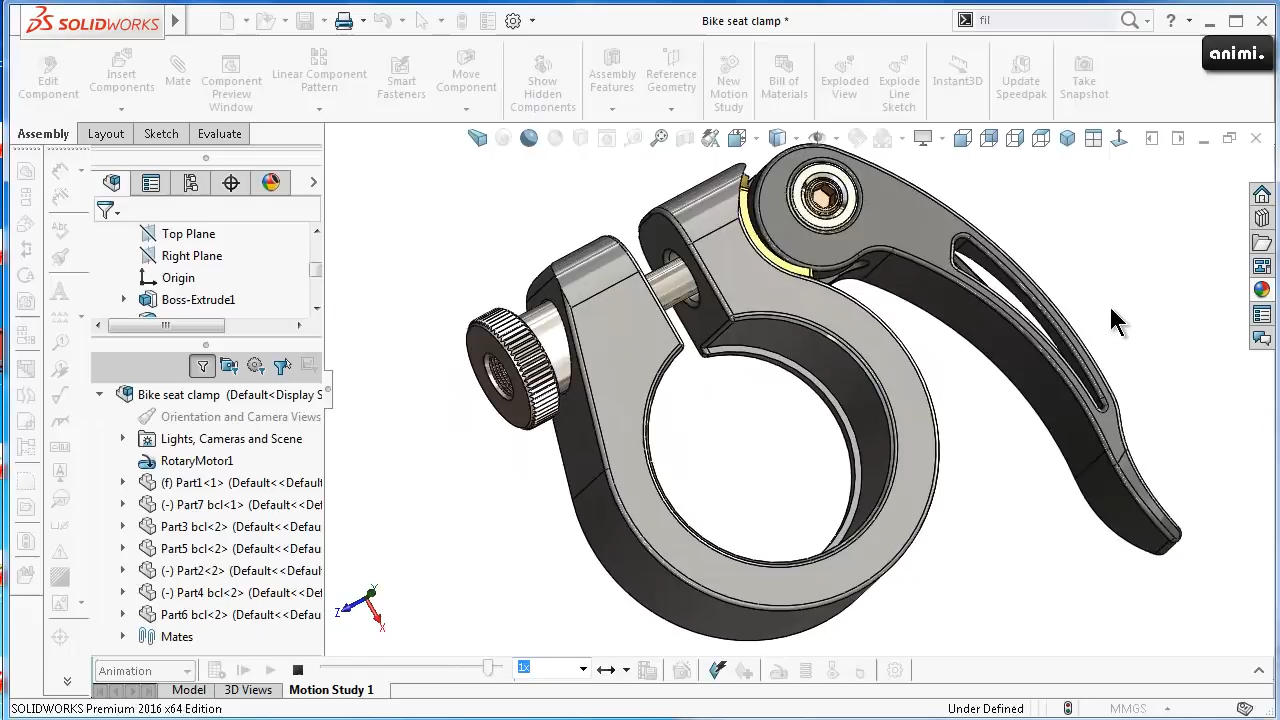 SOLIDWORKS
Bike seat clamp *
fil
?
animi.
Edit Component
Insert Components
Mate
Component Preview Window
Linear Component Pattern
Smart Fasteners
Move Component
Show Hidden Components
Assembly Features
Reference Geometry
New Motion Study
Bill of Materials
Exploded View
Explode Line Sketch
Instant3D
Update Speedpak
Take Snapshot
Assembly
Layout
Sketch
Evaluate
Top Plane
Right Plane
Origin
Boss-Extrude1
Bike seat clamp (Default<Display S
Orientation and Camera Views
Lights, Cameras and Scene
RotaryMotor1
(f) Part1<1> (Default<<Defau
(-) Part7 bcl<1> (Default<<Def
Part3 bcl<2> (Default<<Defau
Part5 bcl<2> (Default<<Defau
(-) Part2<2> (Default<<Defau
(-) Part4 bcl<2> (Default<<Def
Part6 bcl<2> (Default<<Defau
Mates
Y
Z
X
Animation
1x
Model
3D Views
Motion Study 1
SOLIDWORKS Premium 2016 x64 Edition
Under Defined
MMGS